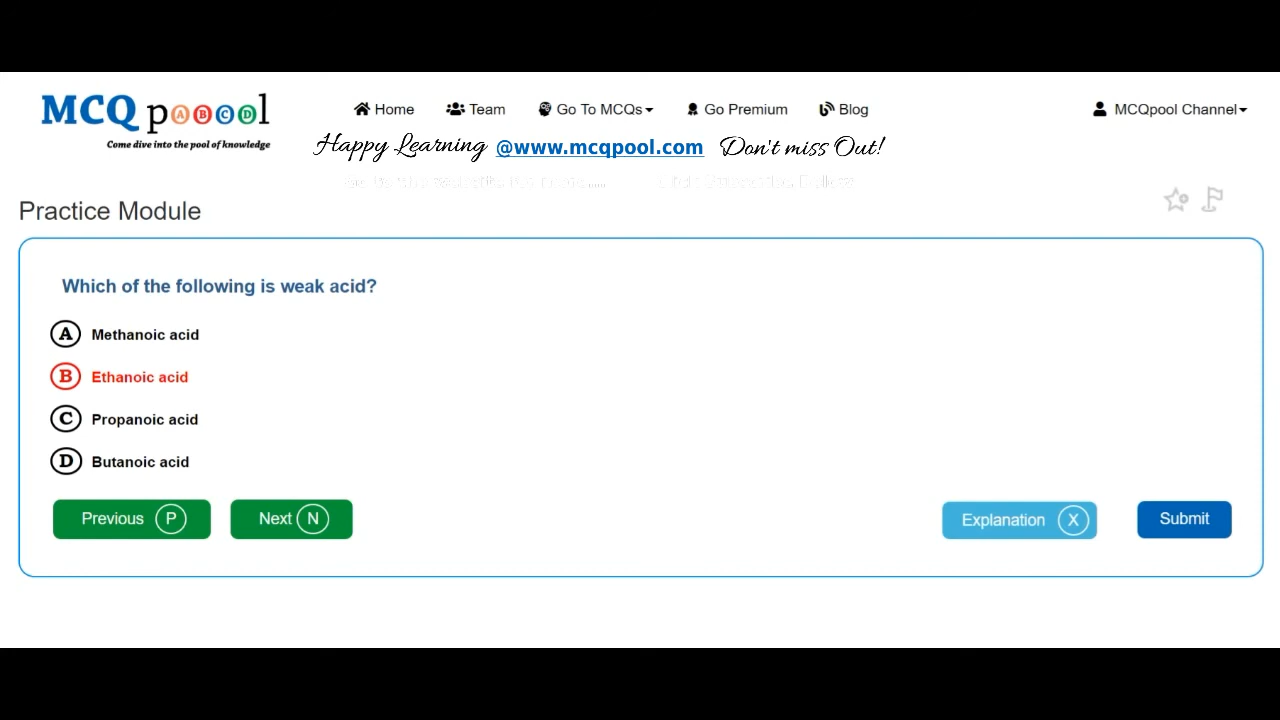 MCQ pooool
Come dive into the pool of knowledge
Home Team Go To MCQs Go Premium Blog MCQpool Channel
Happy Learning @www.mcqpool.com Don't miss Out!
Practice Module
Which of the following is weak acid?
A Methanoic acid
B Ethanoic acid
C Propanoic acid
D Butanoic acid
Previous P Next N Explanation X Submit